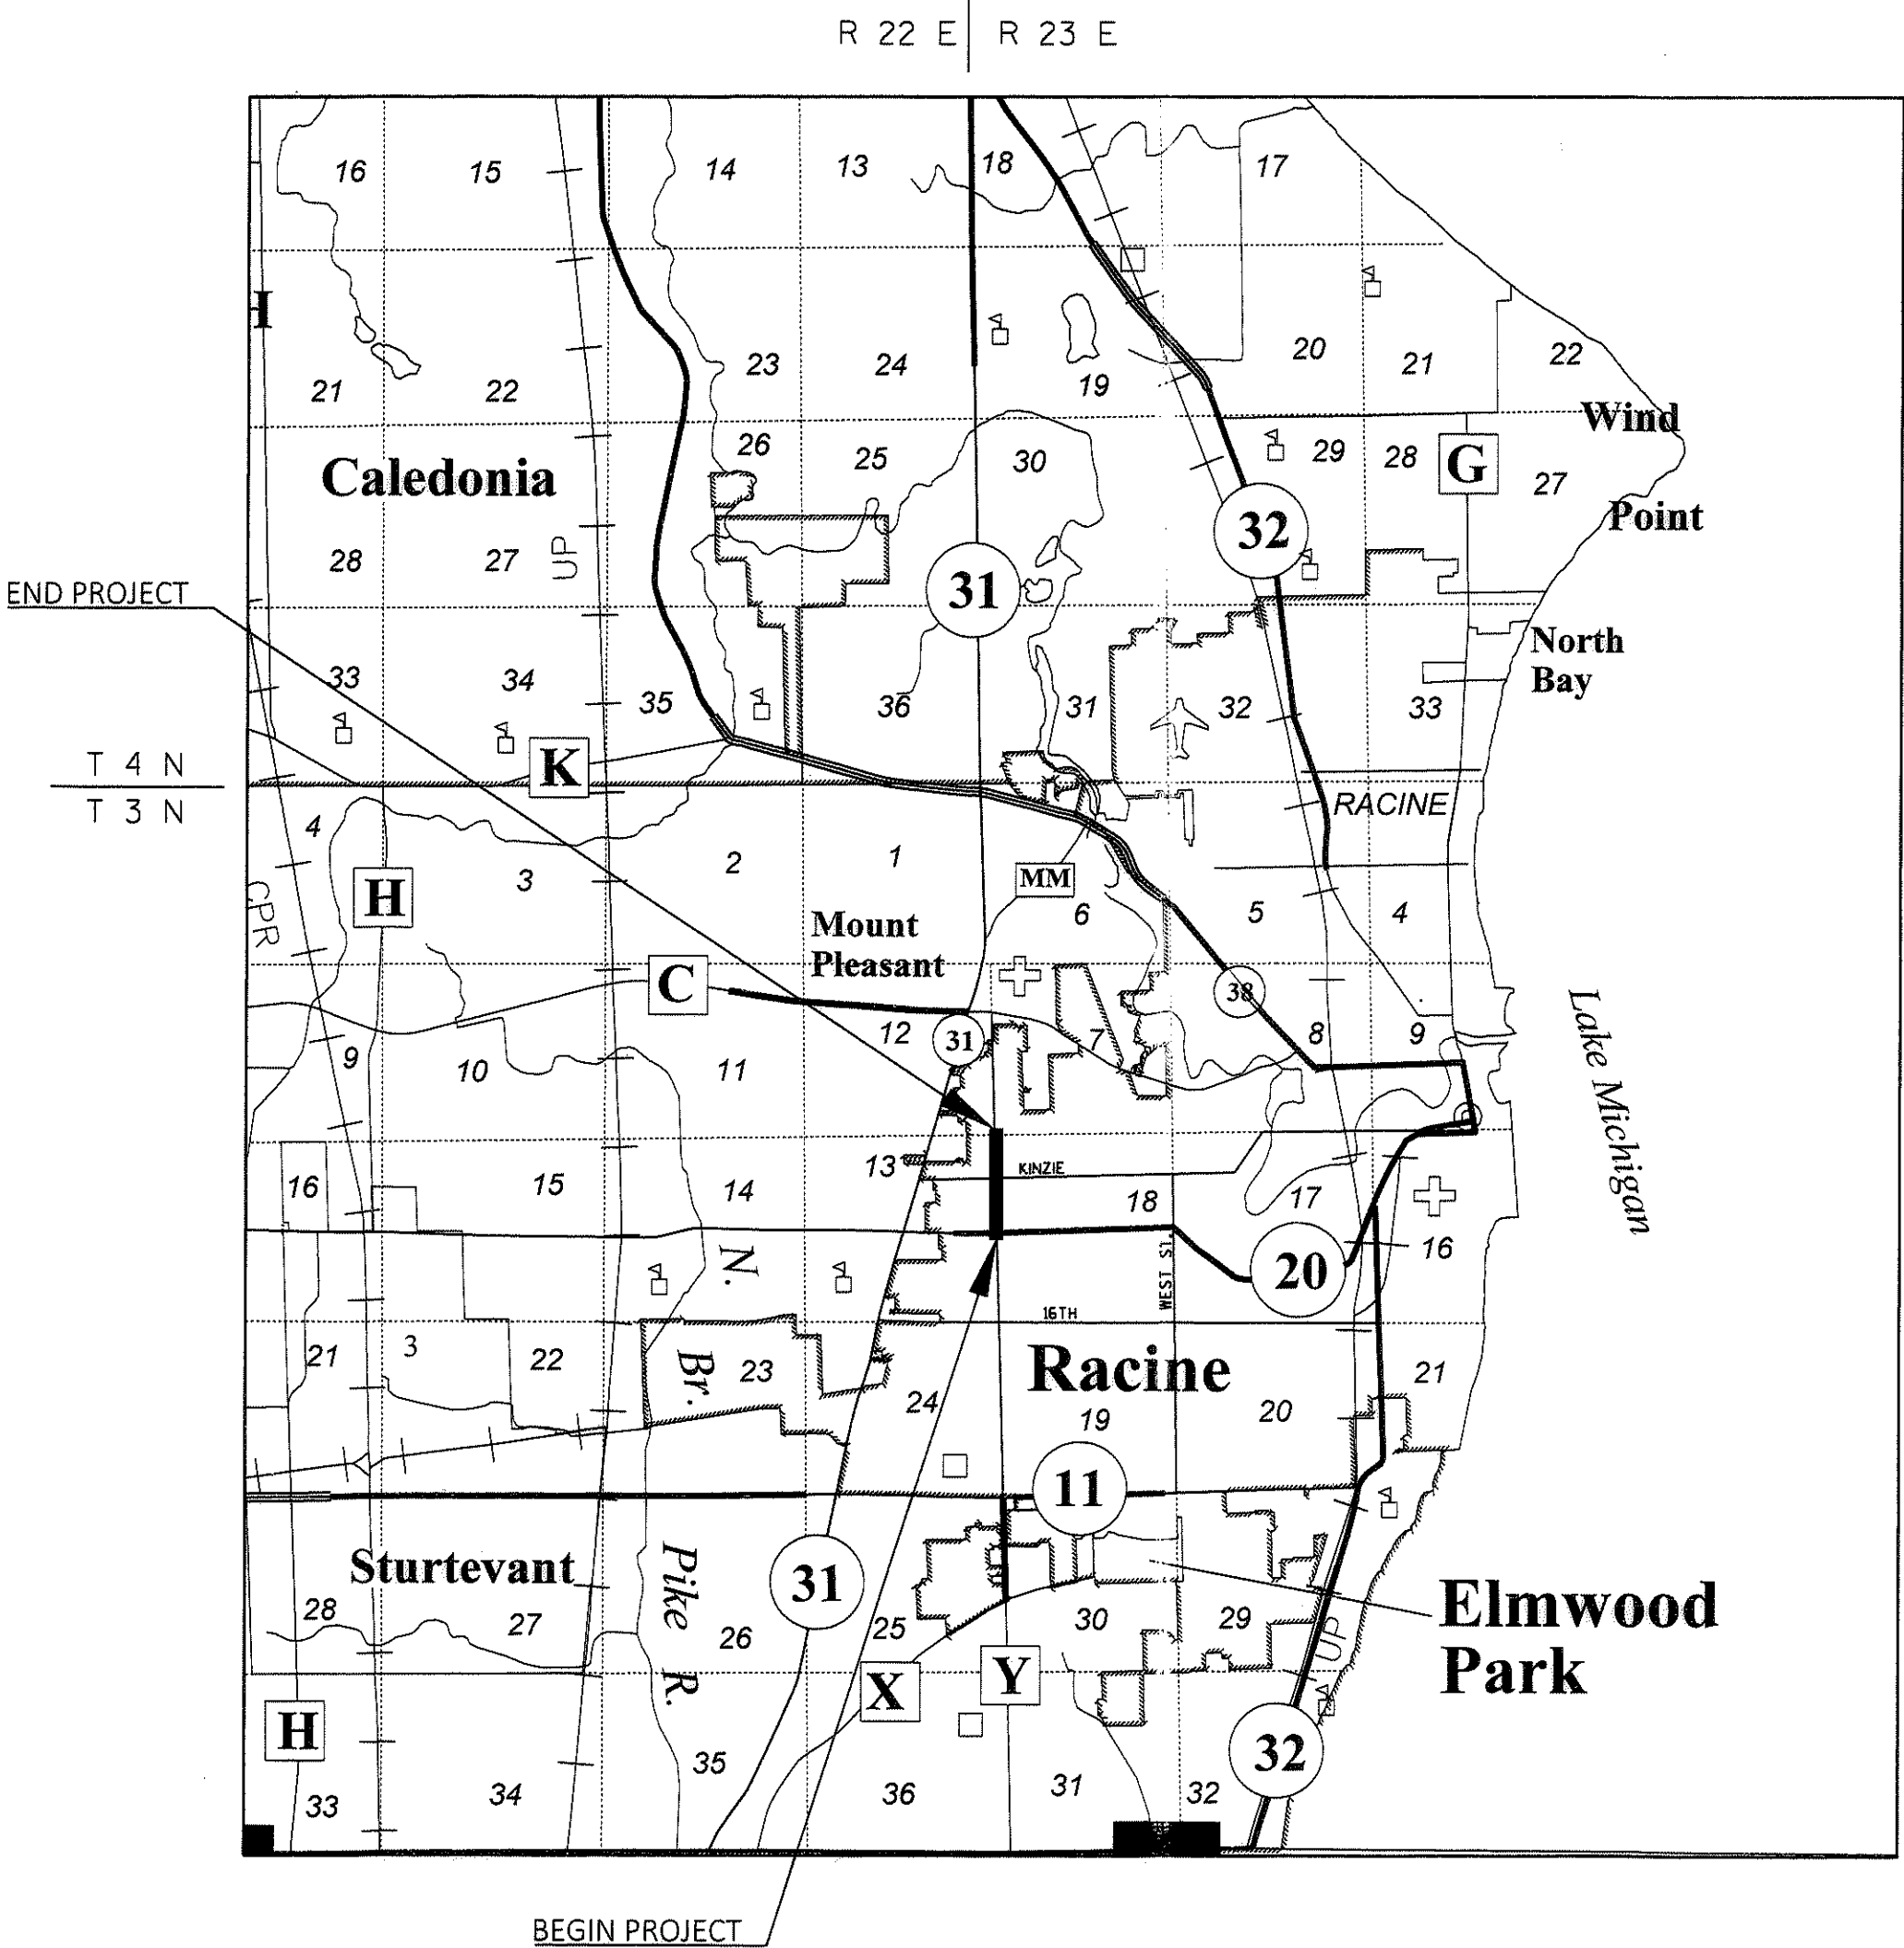 R 22 E R 23 E
16 15 14 13 18 17
H
21 22 23 24 19 20 21 22
Wind
Point
Caledonia
26 25 30 29 28 G 27
32
28 27 UP 31
END PROJECT
North
Bay
33 34 35 36 31 32 33
K
T 4 N
T 3 N
RACINE
4 3 2 1 MM 6 5 4
H
CPR
Mount
Pleasant
C
38
12 31 7 8 9
9 10 11
Lake Michigan
13 KINZIE
16 15 14 18 17 16
N. Br. Pike R.
WEST ST.
20
16TH
21 3 22 23 Racine 21
24 19 20
11
Sturtevant 31
Elmwood
Park
28 27 26 25 30 29 UP
X Y
H 32
33 34 35 36 31 32
BEGIN PROJECT